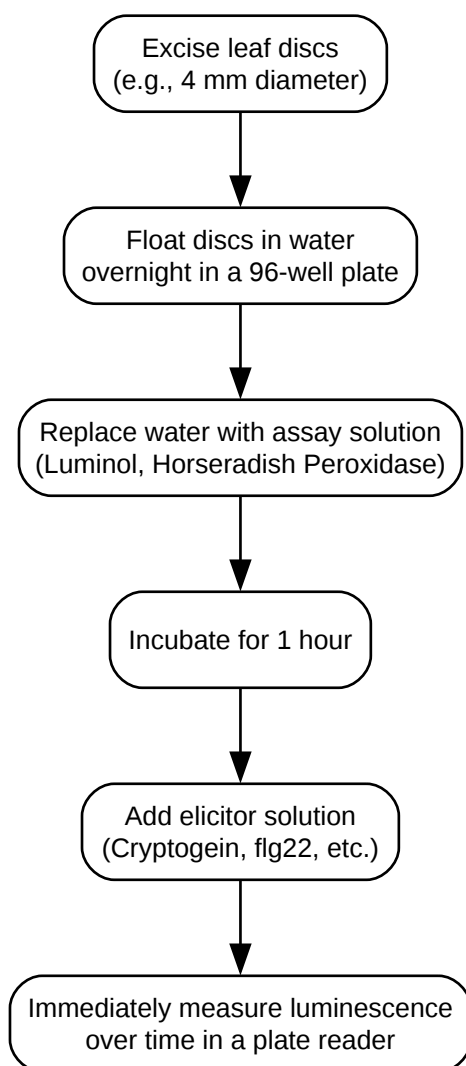 Excise leaf discs
(e.g., 4 mm diameter)
Float discs in water
overnight in a 96-well plate
Replace water with assay solution
(Luminol, Horseradish Peroxidase)
Incubate for 1 hour
Add elicitor solution
(Cryptogein, flg22, etc.)
Immediately measure luminescence
over time in a plate reader